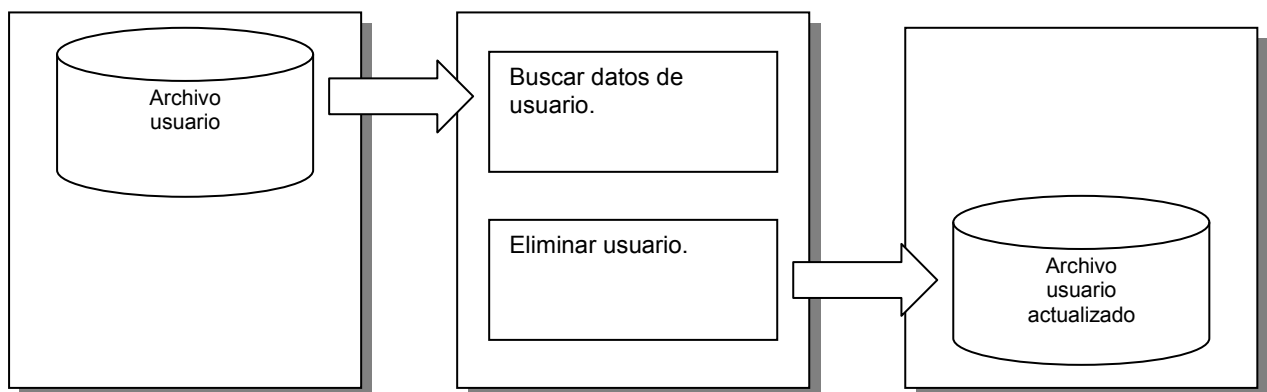 Archivo
usuario
Buscar datos de
usuario.
Eliminar usuario.
Archivo
usuario
actualizado